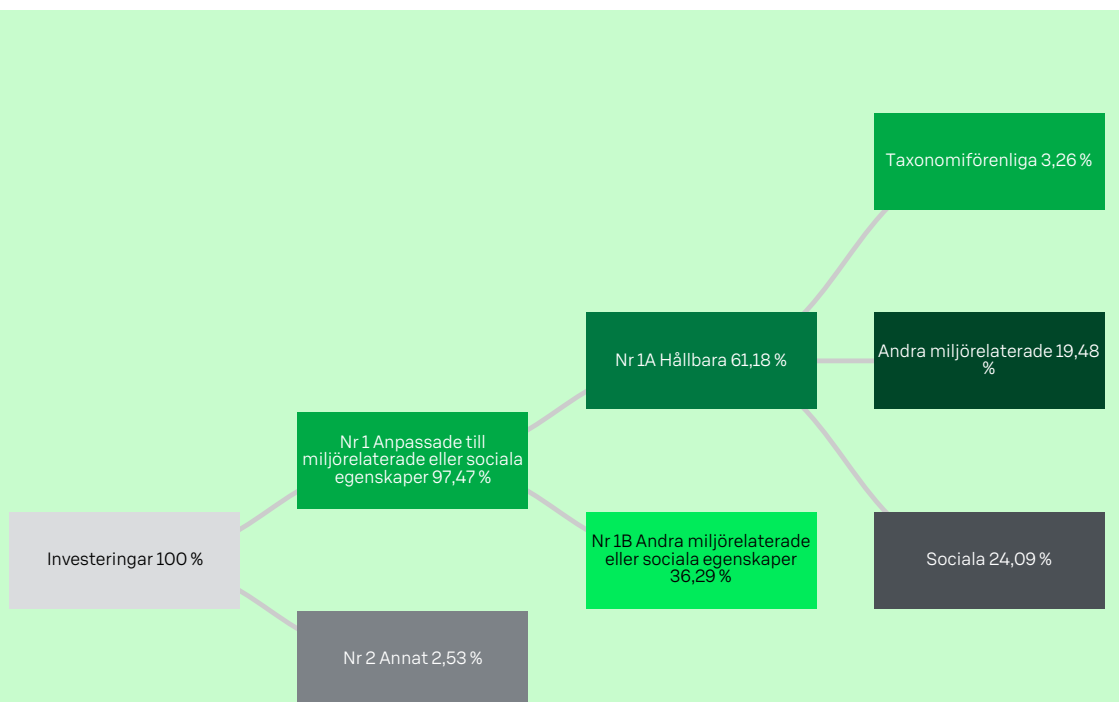 Taxonomiförenliga 3,26 %
Nr 1A Hållbara 61,18 %
Andra miljörelaterade 19,48
%
Nr 1 Anpassade till
miljörelaterade eller sociala
egenskaper 97,47 %
Investeringar 100 %
Nr 1B Andra miljörelaterade
eller sociala egenskaper
36,29 %
Sociala 24,09 %
Nr 2 Annat 2,53 %